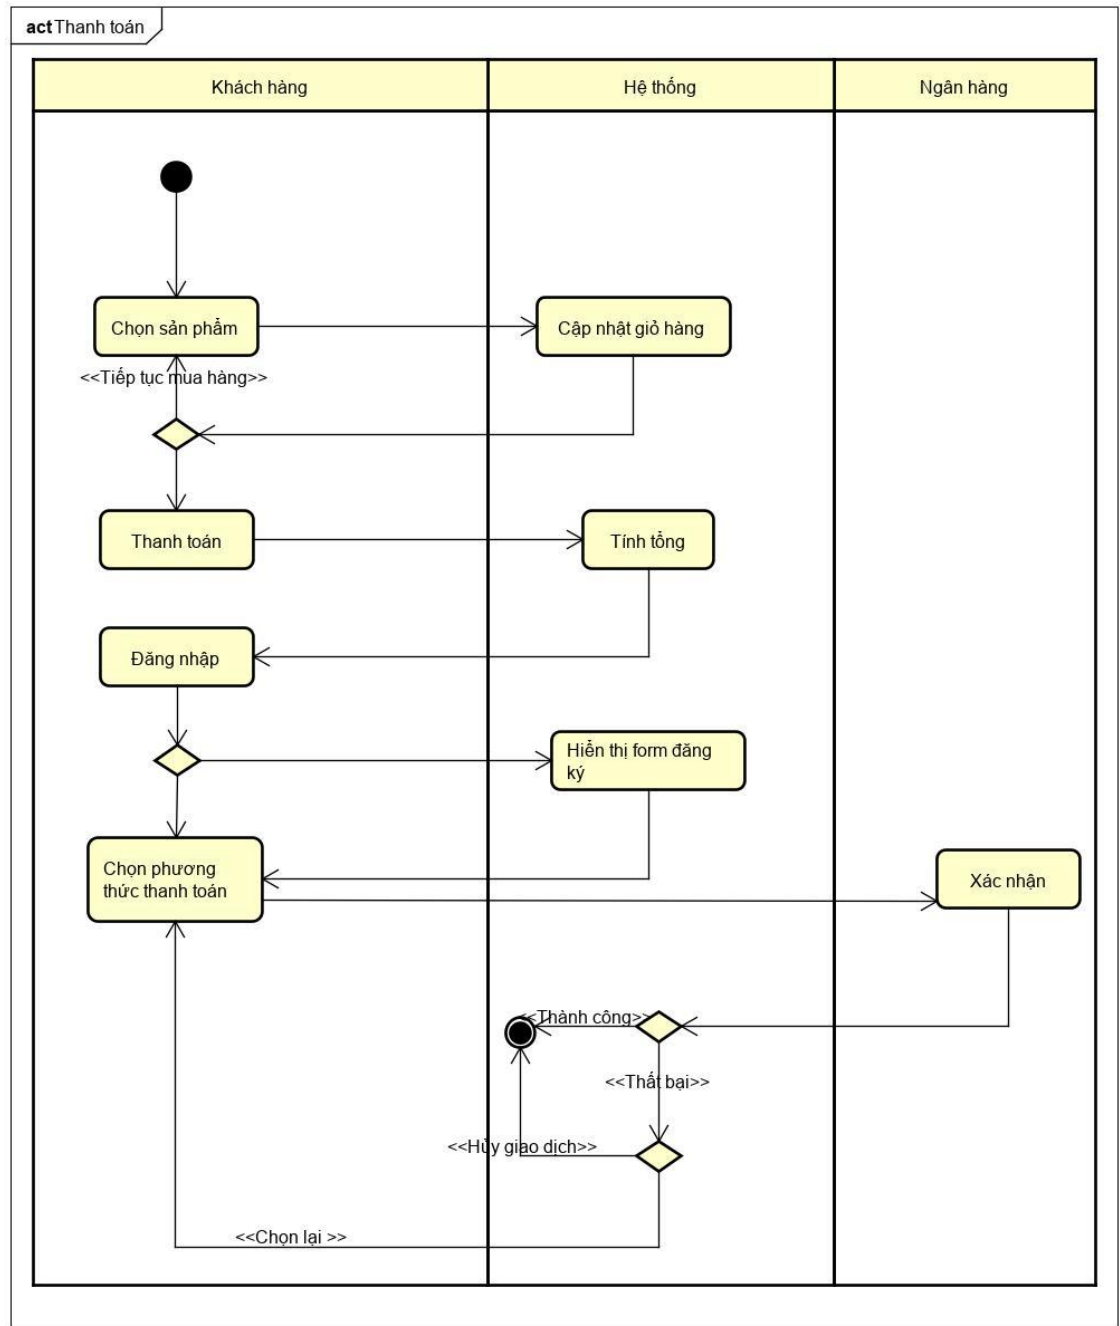 act Thanh toán
Khách hàng
Hệ thống
Ngân hàng
Chọn sản phẩm
Cập nhật giỏ hàng
<<Tiếp tục mua hàng>>
Thanh toán
Tính tổng
Đăng nhập
Hiển thị form đăng
ký
Chọn phương
thức thanh toán
Xác nhận
<<Thành công>>
<<Thất bại>>
<<Hủy giao dịch>>
<<Chọn lại >>